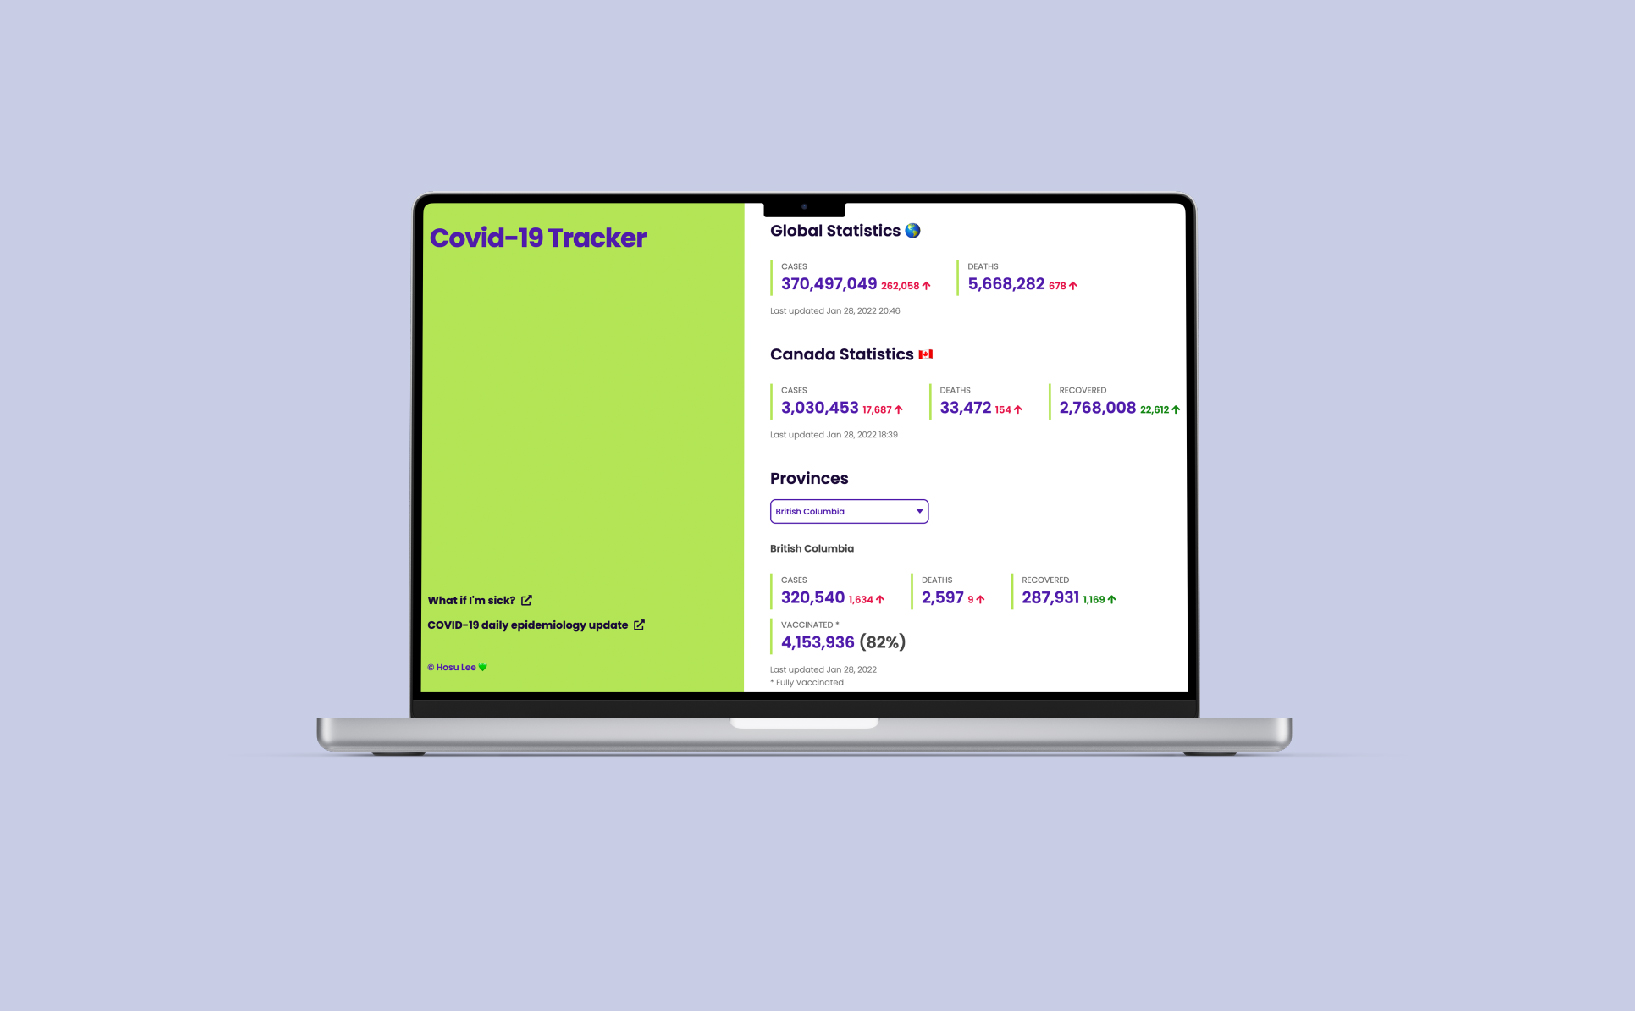 Covid-19 Tracker
What if I'm sick?
COVID-19 daily epidemiology update
© Hosu Lee
Global Statistics
CASES DEATHS
370,497,049 262,058 5,668,282 678
Last updated Jan 28, 2022 20:46
Canada Statistics
CASES DEATHS RECOVERED
3,030,453 17,687 33,472 154 2,768,008 22,612
Last updated Jan 28, 2022 18:39
Provinces
British Columbia
British Columbia
CASES DEATHS RECOVERED
320,540 1,634 2,597 9 287,931 1,169
VACCINATED *
4,153,936 (82%)
Last updated Jan 28, 2022
* Fully Vaccinated